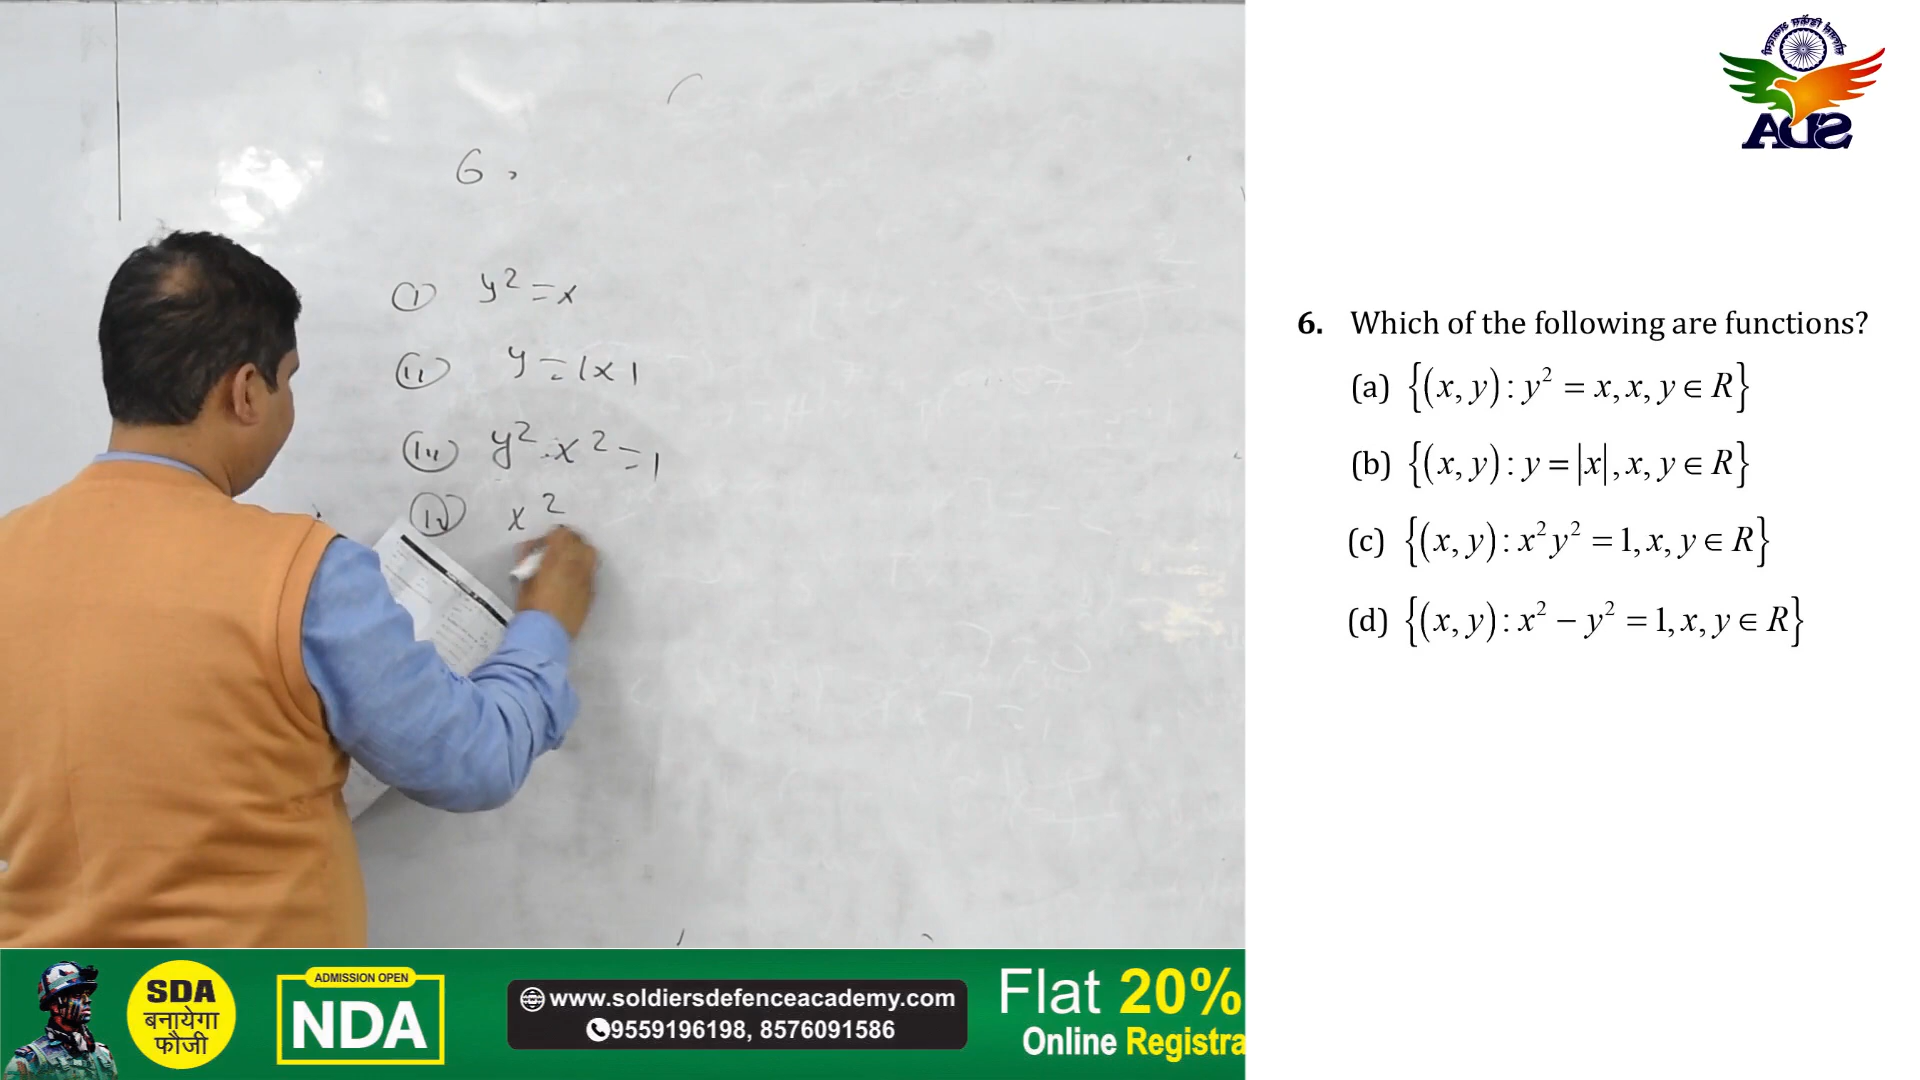 6.
(i) y² = x
(ii) y = |x|
(iii) y² . x² = 1
(iv) x²
SDA
6. Which of the following are functions?
(a) {(x, y) : y² = x, x, y ∈ R}
(b) {(x, y) : y = |x|, x, y ∈ R}
(c) {(x, y) : x²y² = 1, x, y ∈ R}
(d) {(x, y) : x² − y² = 1, x, y ∈ R}
SDA
बनायेगा
फौजी
ADMISSION OPEN
NDA
www.soldiersdefenceacademy.com
9559196198, 8576091586
Flat 20%
Online Registra